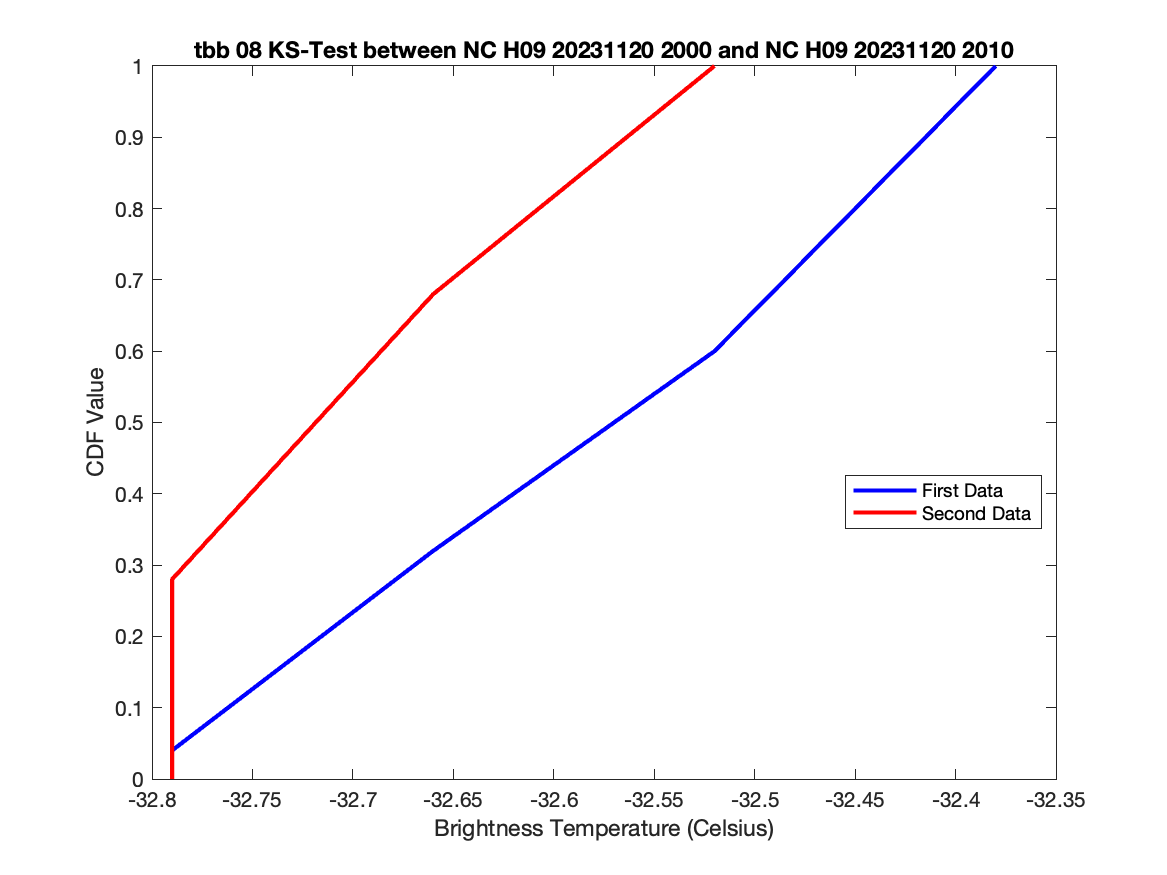 tbb 08 KS-Test between NC H09 20231120 2000 and NC H09 20231120 2010
1
0.9
0.8
0.7
0.6
0.5
0.4
0.3
0.2
0.1
0
CDF Value
First Data
Second Data
-32.8 -32.75 -32.7 -32.65 -32.6 -32.55 -32.5 -32.45 -32.4 -32.35
Brightness Temperature (Celsius)